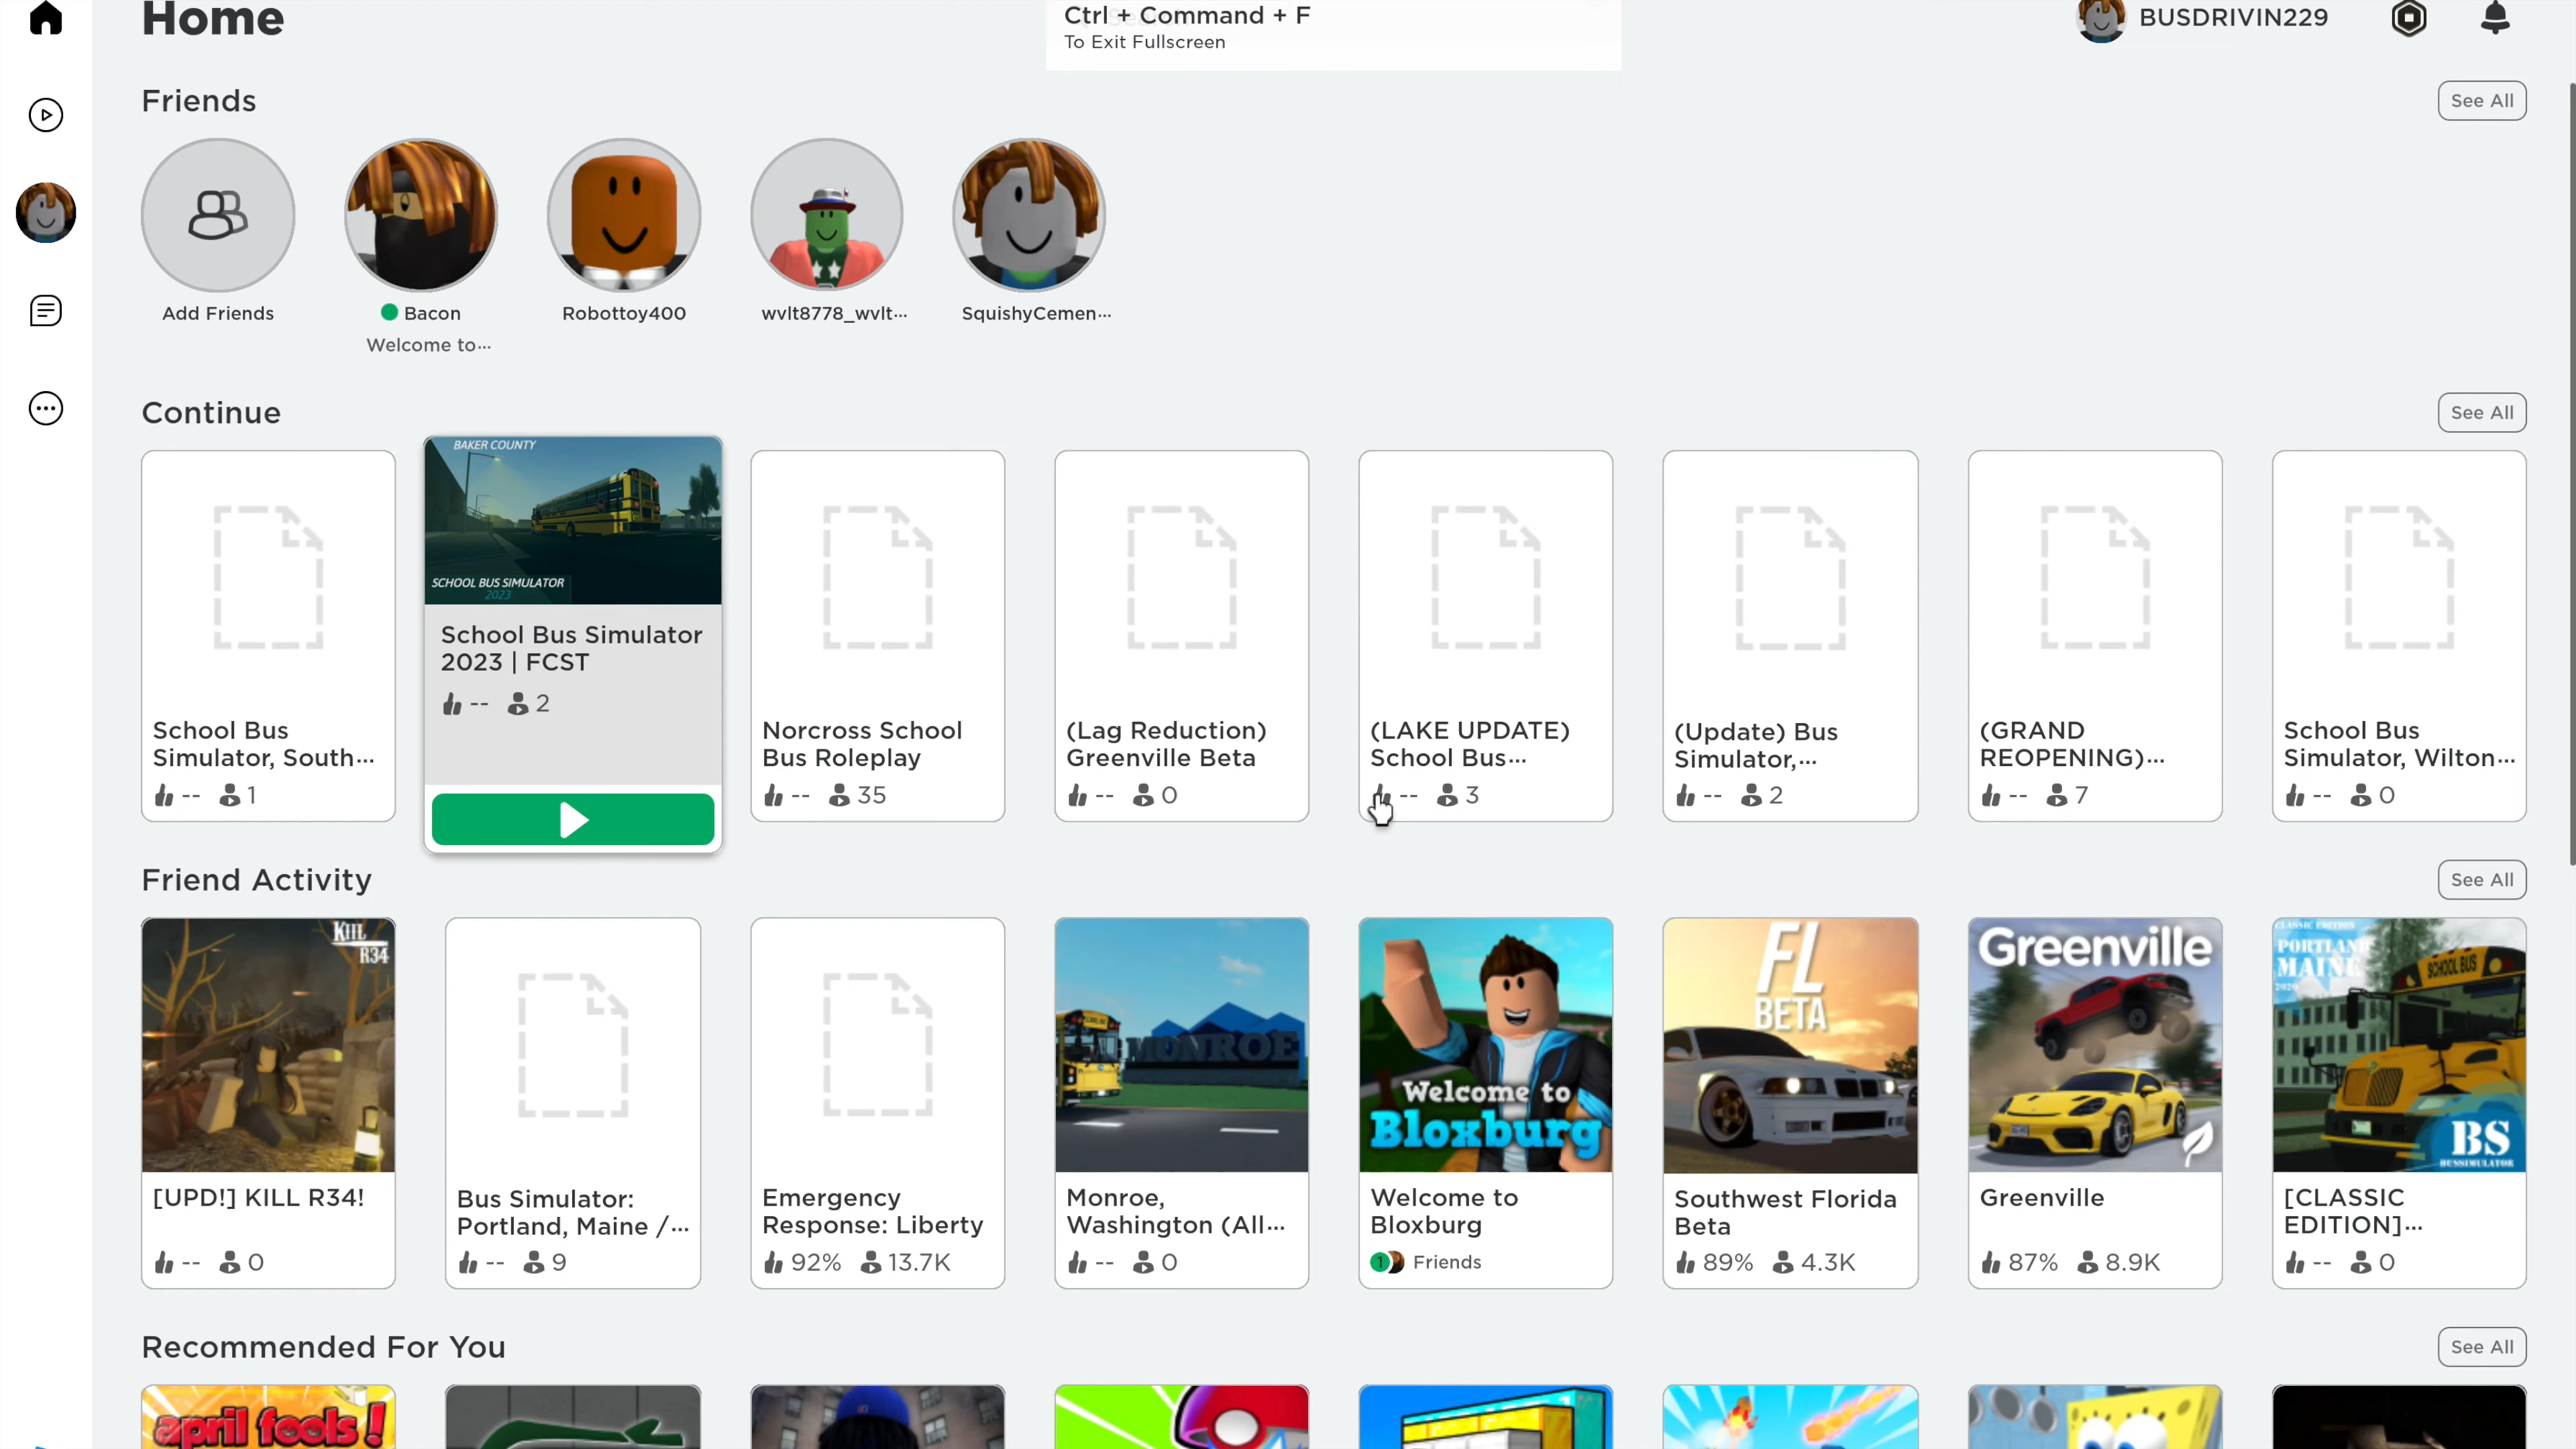 Home
Ctrl + Command + F
To Exit Fullscreen
BUSDRIVIN229
Friends
See All
Add Friends
Bacon
Welcome to...
Robottoy400
wvlt8778_wvlt...
SquishyCemen...
Continue
See All
School Bus
Simulator, South...
-- 1
BAKER COUNTY
SCHOOL BUS SIMULATOR
2023
School Bus Simulator
2023 | FCST
-- 2
Norcross School
Bus Roleplay
-- 35
(Lag Reduction)
Greenville Beta
-- 0
(LAKE UPDATE)
School Bus...
-- 3
(Update) Bus
Simulator,...
-- 2
(GRAND
REOPENING)...
-- 7
School Bus
Simulator, Wilton...
-- 0
Friend Activity
See All
KILL
R34
[UPD!] KILL R34!
-- 0
Bus Simulator:
Portland, Maine /...
-- 9
Emergency
Response: Liberty
92% 13.7K
MONROE
Monroe,
Washington (All...
-- 0
Welcome to
Bloxburg
Welcome to
Bloxburg
1 Friends
FL
BETA
Southwest Florida
Beta
89% 4.3K
Greenville
Greenville
87% 8.9K
CLASSIC EDITION
PORTLAND
MAINE
2020
SCHOOL BUS
BS
BUSSIMULATOR
[CLASSIC
EDITION]...
-- 0
Recommended For You
See All
april fools!